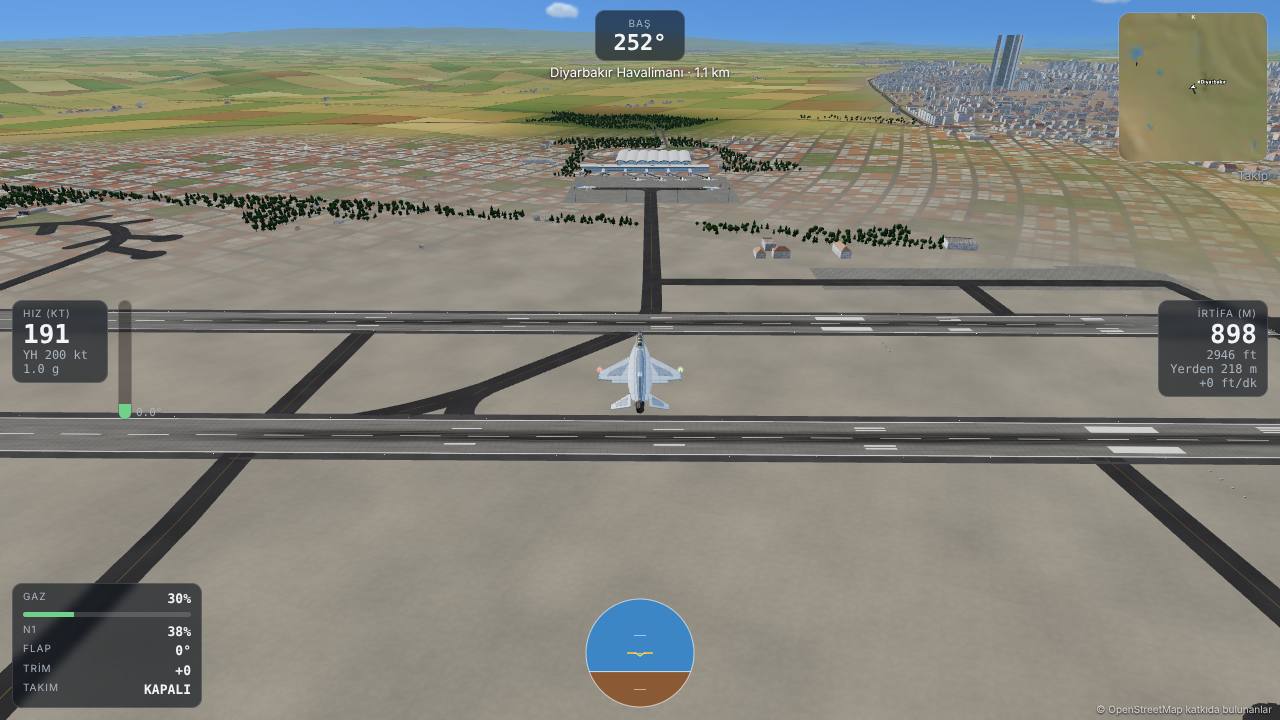 BAŞ
252°
Diyarbakır Havalimanı · 1.1 km
K
Diyarbakır
Takip
HIZ (KT)
191
YH 200 kt
1.0 g
0.0°
İRTİFA (M)
898
2946 ft
Yerden 218 m
+0 ft/dk
GAZ 30%
N1 38%
FLAP 0°
TRİM +0
TAKIM KAPALI
© OpenStreetMap katkıda bulunanlar